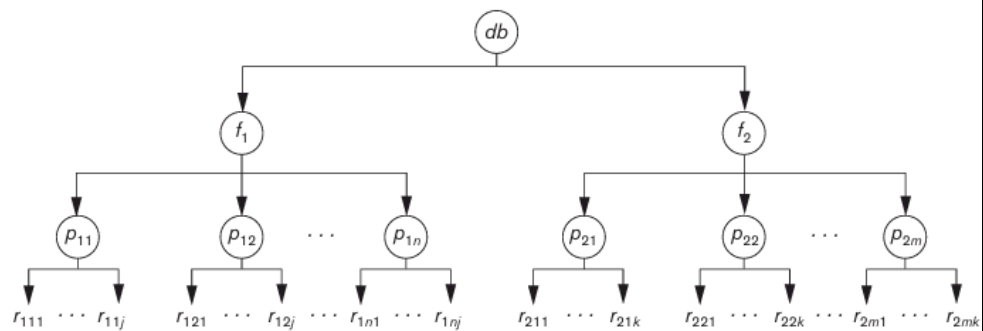 db
f₁ f₂
p₁₁ p₁₂ · · · p₁ₙ p₂₁ p₂₂ · · · p₂ₘ
r₁₁₁ · · · r₁₁ⱼ r₁₂₁ · · · r₁₂ⱼ · · · r₁ₙ₁ · · · r₁ₙⱼ r₂₁₁ · · · r₂₁ₖ r₂₂₁ · · · r₂₂ₖ · · · r₂ₘ₁ · · · r₂ₘₖ